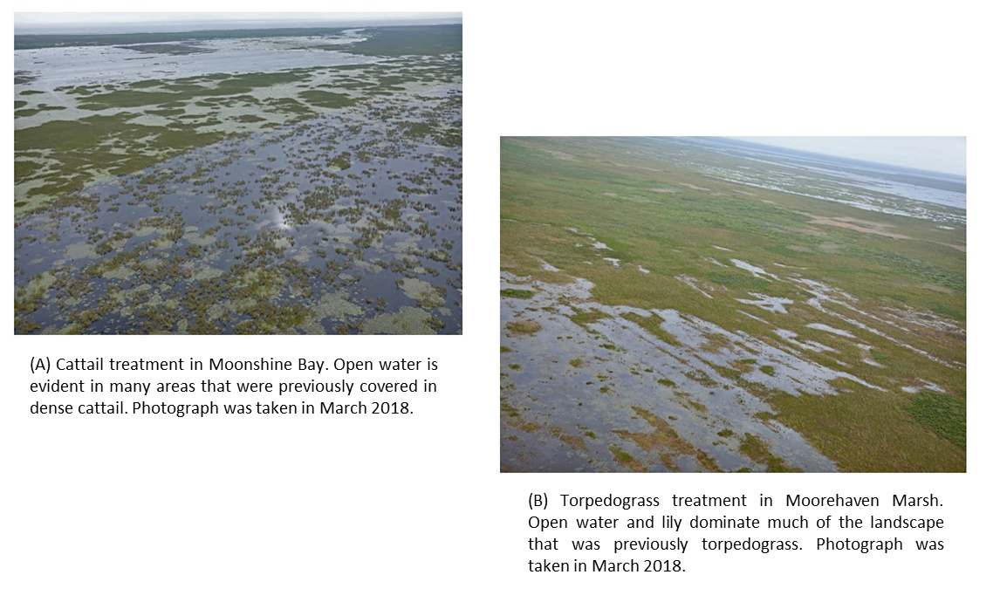 (A) Cattail treatment in Moonshine Bay. Open water is
evident in many areas that were previously covered in
dense cattail. Photograph was taken in March 2018.
(B) Torpedograss treatment in Moorehaven Marsh.
Open water and lily dominate much of the landscape
that was previously torpedograss. Photograph was
taken in March 2018.